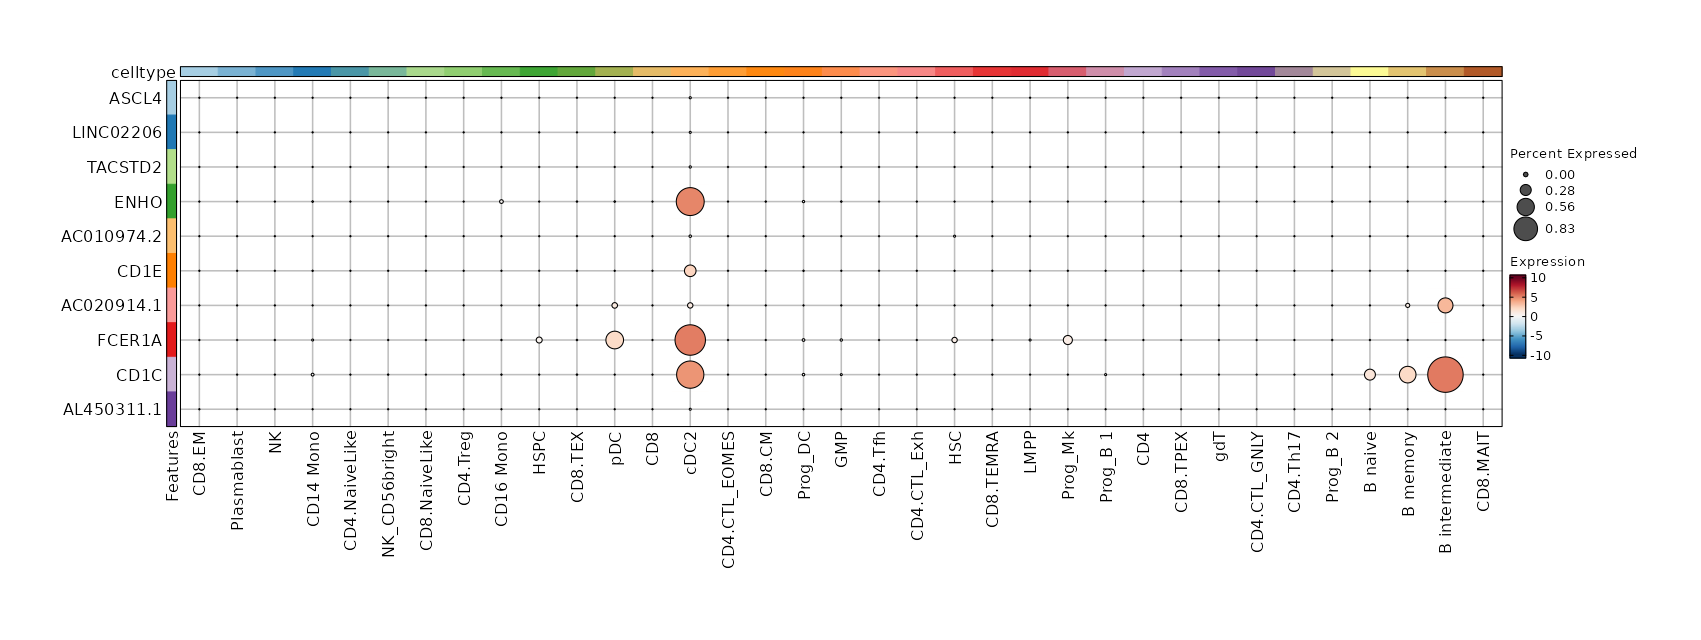 celltype
ASCL4
LINC02206
TACSTD2
ENHO
AC010974.2
CD1E
AC020914.1
FCER1A
CD1C
AL450311.1
Features
CD8.EM
Plasmablast
NK
CD14 Mono
CD4.NaiveLike
NK_CD56bright
CD8.NaiveLike
CD4.Treg
CD16 Mono
HSPC
CD8.TEX
pDC
CD8
cDC2
CD4.CTL_EOMES
CD8.CM
Prog_DC
GMP
CD4.Tfh
CD4.CTL_Exh
HSC
CD8.TEMRA
LMPP
Prog_Mk
Prog_B 1
CD4
CD8.TPEX
gdT
CD4.CTL_GNLY
CD4.Th17
Prog_B 2
B naive
B memory
B intermediate
CD8.MAIT
Percent Expressed
0.00
0.28
0.56
0.83
Expression
10
5
0
-5
-10